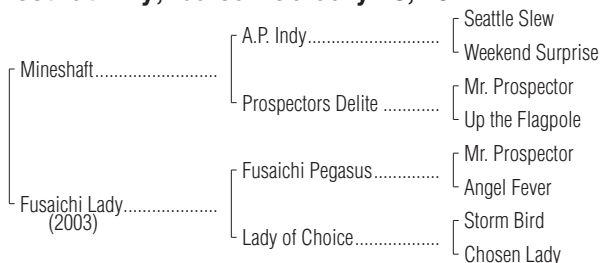 Seattle Slew
A.P. Indy..............................
Weekend Surprise
Mineshaft............................
Mr. Prospector
Prospectors Delite .............
Up the Flagpole
Mr. Prospector
Fusaichi Pegasus...............
Angel Fever
Fusaichi Lady.....................
(2003)
Storm Bird
Lady of Choice...................
Chosen Lady